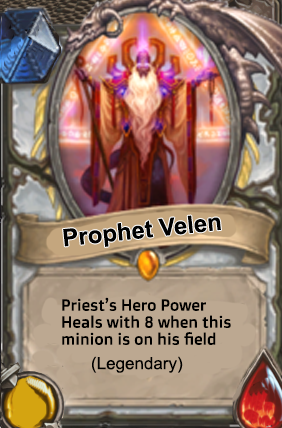 Prophet Velen
Priest's Hero Power
Heals with 8 when this
minion is on his field
(Legendary)